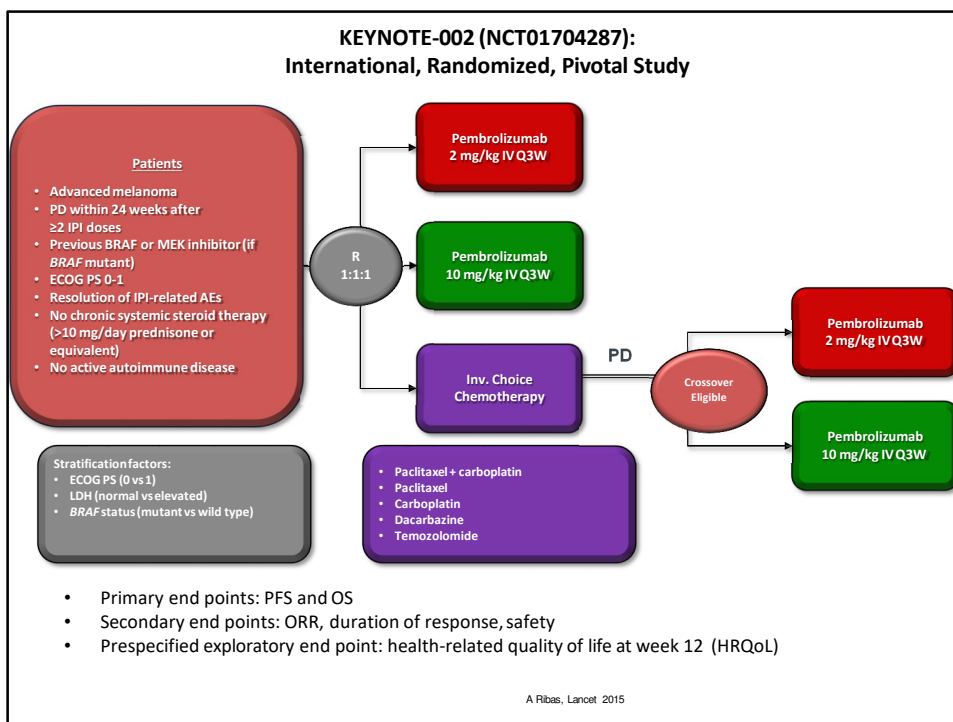 KEYNOTE-002 (NCT01704287):
International, Randomized, Pivotal Study
Patients
• Advanced melanoma
• PD within 24 weeks after
≥2 IPI doses
• Previous BRAF or MEK inhibitor (if
BRAF mutant)
• ECOG PS 0-1
• Resolution of IPI-related AEs
• No chronic systemic steroid therapy
(>10 mg/day prednisone or
equivalent)
• No active autoimmune disease
Stratification factors:
• ECOG PS (0 vs 1)
• LDH (normal vs elevated)
• BRAF status (mutant vs wild type)
R
1:1:1
Pembrolizumab
2 mg/kg IV Q3W
Pembrolizumab
10 mg/kg IV Q3W
Inv. Choice
Chemotherapy
• Paclitaxel + carboplatin
• Paclitaxel
• Carboplatin
• Dacarbazine
• Temozolomide
PD
Crossover
Eligible
Pembrolizumab
2 mg/kg IV Q3W
Pembrolizumab
10 mg/kg IV Q3W
• Primary end points: PFS and OS
• Secondary end points: ORR, duration of response, safety
• Prespecified exploratory end point: health-related quality of life at week 12 (HRQoL)
A Ribas, Lancet 2015